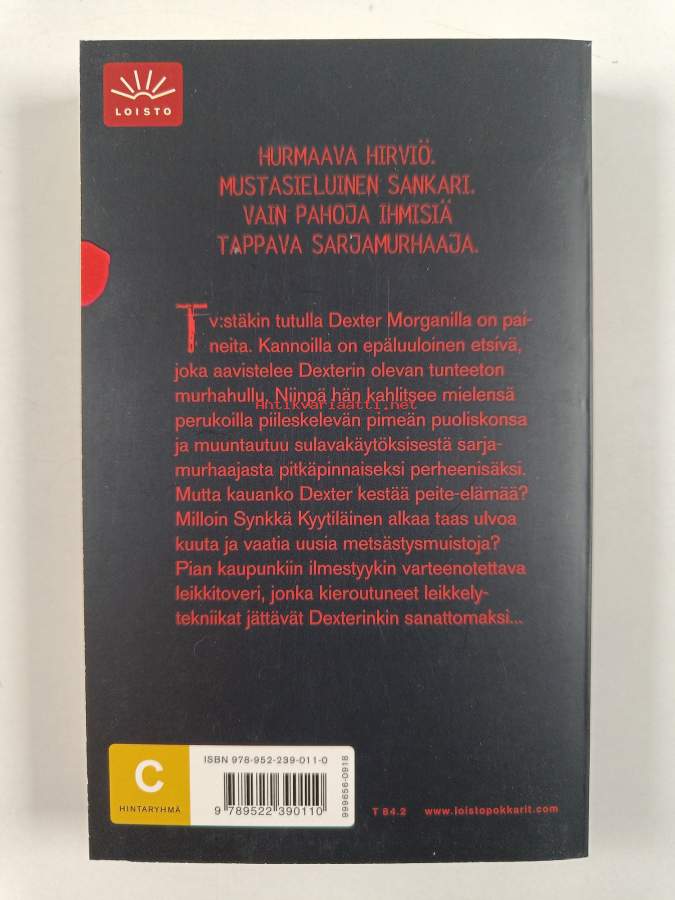 LOISTO
HURMAAVA HIRVIÖ.
MUSTASIELUINEN SANKARI.
VAIN PAHOJA IHMISIÄ
TAPPAVA SARJAMURHAAJA.
Tv:stäkin tutulla Dexter Morganilla on pai-
neita. Kannoilla on epäluuloinen etsivä,
joka aavistelee Dexterin olevan tunteeton
murhahullu. Niinpä hän kahlitsee mielensä
Antikvariaatti.net
perukoilla piileskelevän pimeän puoliskonsa
ja muuntautuu sulavakäytöksisestä sarja-
murhaajasta pitkäpinnaiseksi perheenisäksi.
Mutta kauanko Dexter kestää peite-elämää?
Milloin Synkkä Kyytiläinen alkaa taas ulvoa
kuuta ja vaatia uusia metsästysmuistoja?
Pian kaupunkiin ilmestyykin varteenotettava
leikkitoveri, jonka kieroutuneet leikkely-
tekniikat jättävät Dexterinkin sanattomaksi...
C
HINTARYHMÄ
ISBN 978-952-239-011-0
9 789522 390110
999656-0918
T 84.2 www.loistopokkarit.com